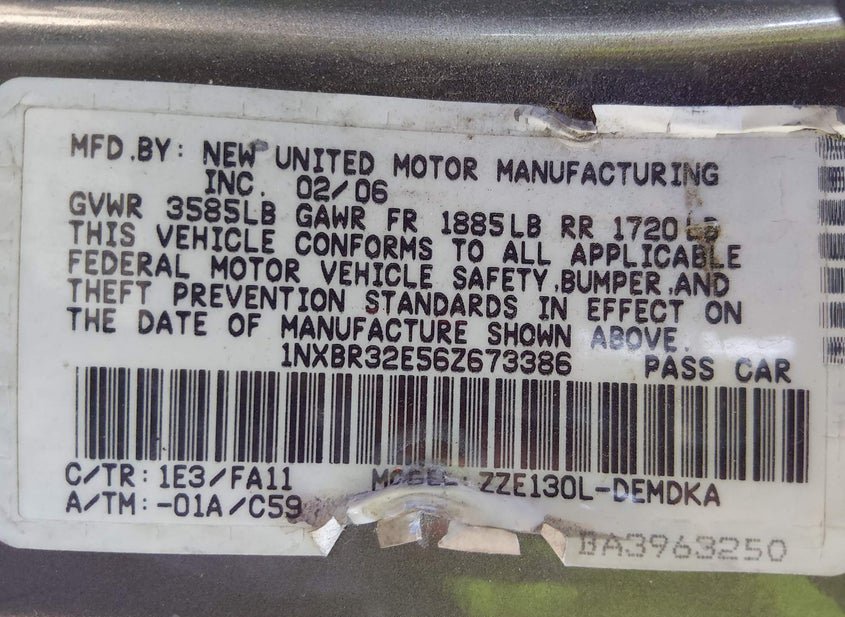 MFD.BY: NEW UNITED MOTOR MANUFACTURING
INC. 02/06
GVWR 3585LB GAWR FR 1885LB RR 1720LB
THIS VEHICLE CONFORMS TO ALL APPLICABLE
FEDERAL MOTOR VEHICLE SAFETY,BUMPER,AND
THEFT PREVENTION STANDARDS IN EFFECT ON
THE DATE OF MANUFACTURE SHOWN ABOVE.
1NXBR32E56Z673386 PASS CAR
C/TR: 1E3/FA11 MODEL: ZZE130L-DEMDKA
A/TM: -01A/C59
BA3963250